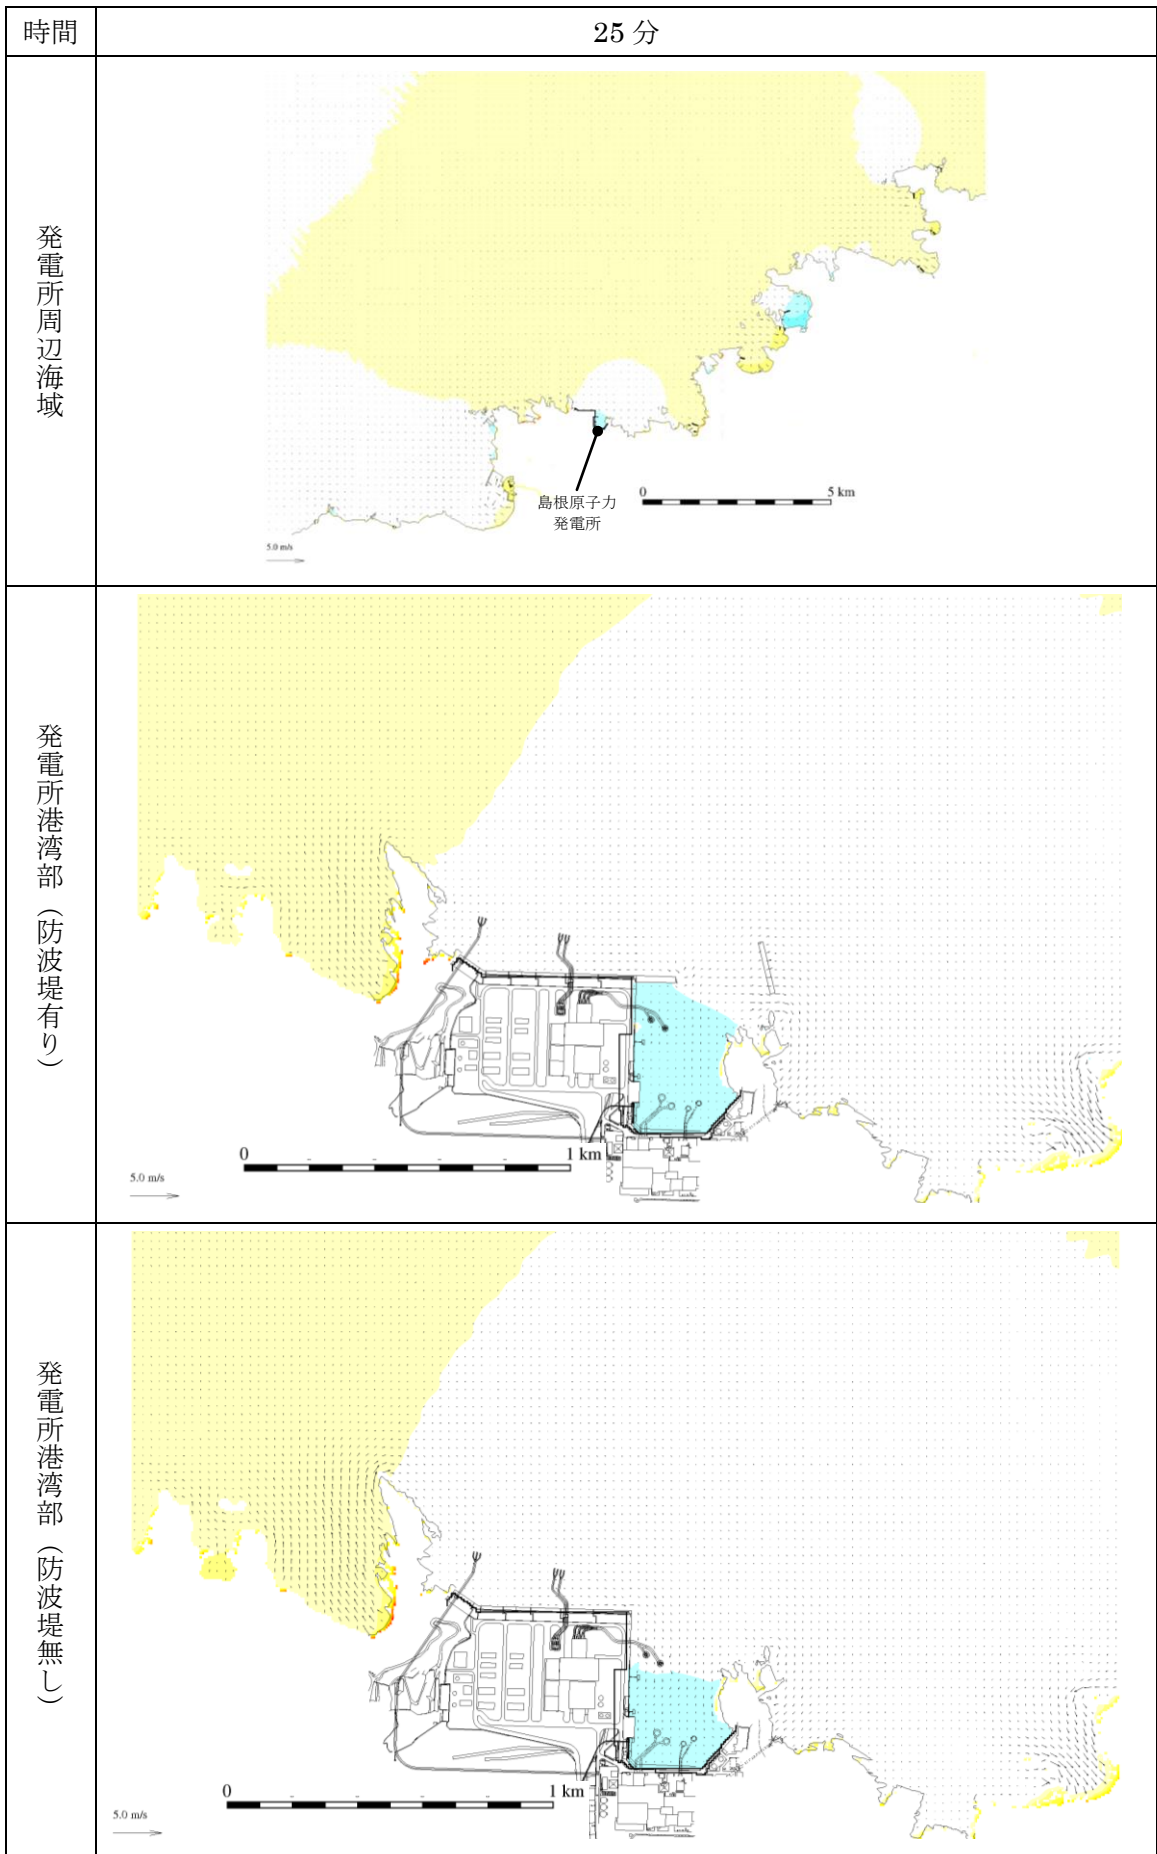 時間
25 分
発電所周辺海域
島根原子力
発電所
0
5 km
5.0 m/s
発電所港湾部（防波堤有り）
0
1 km
5.0 m/s
発電所港湾部（防波堤無し）
0
1 km
5.0 m/s